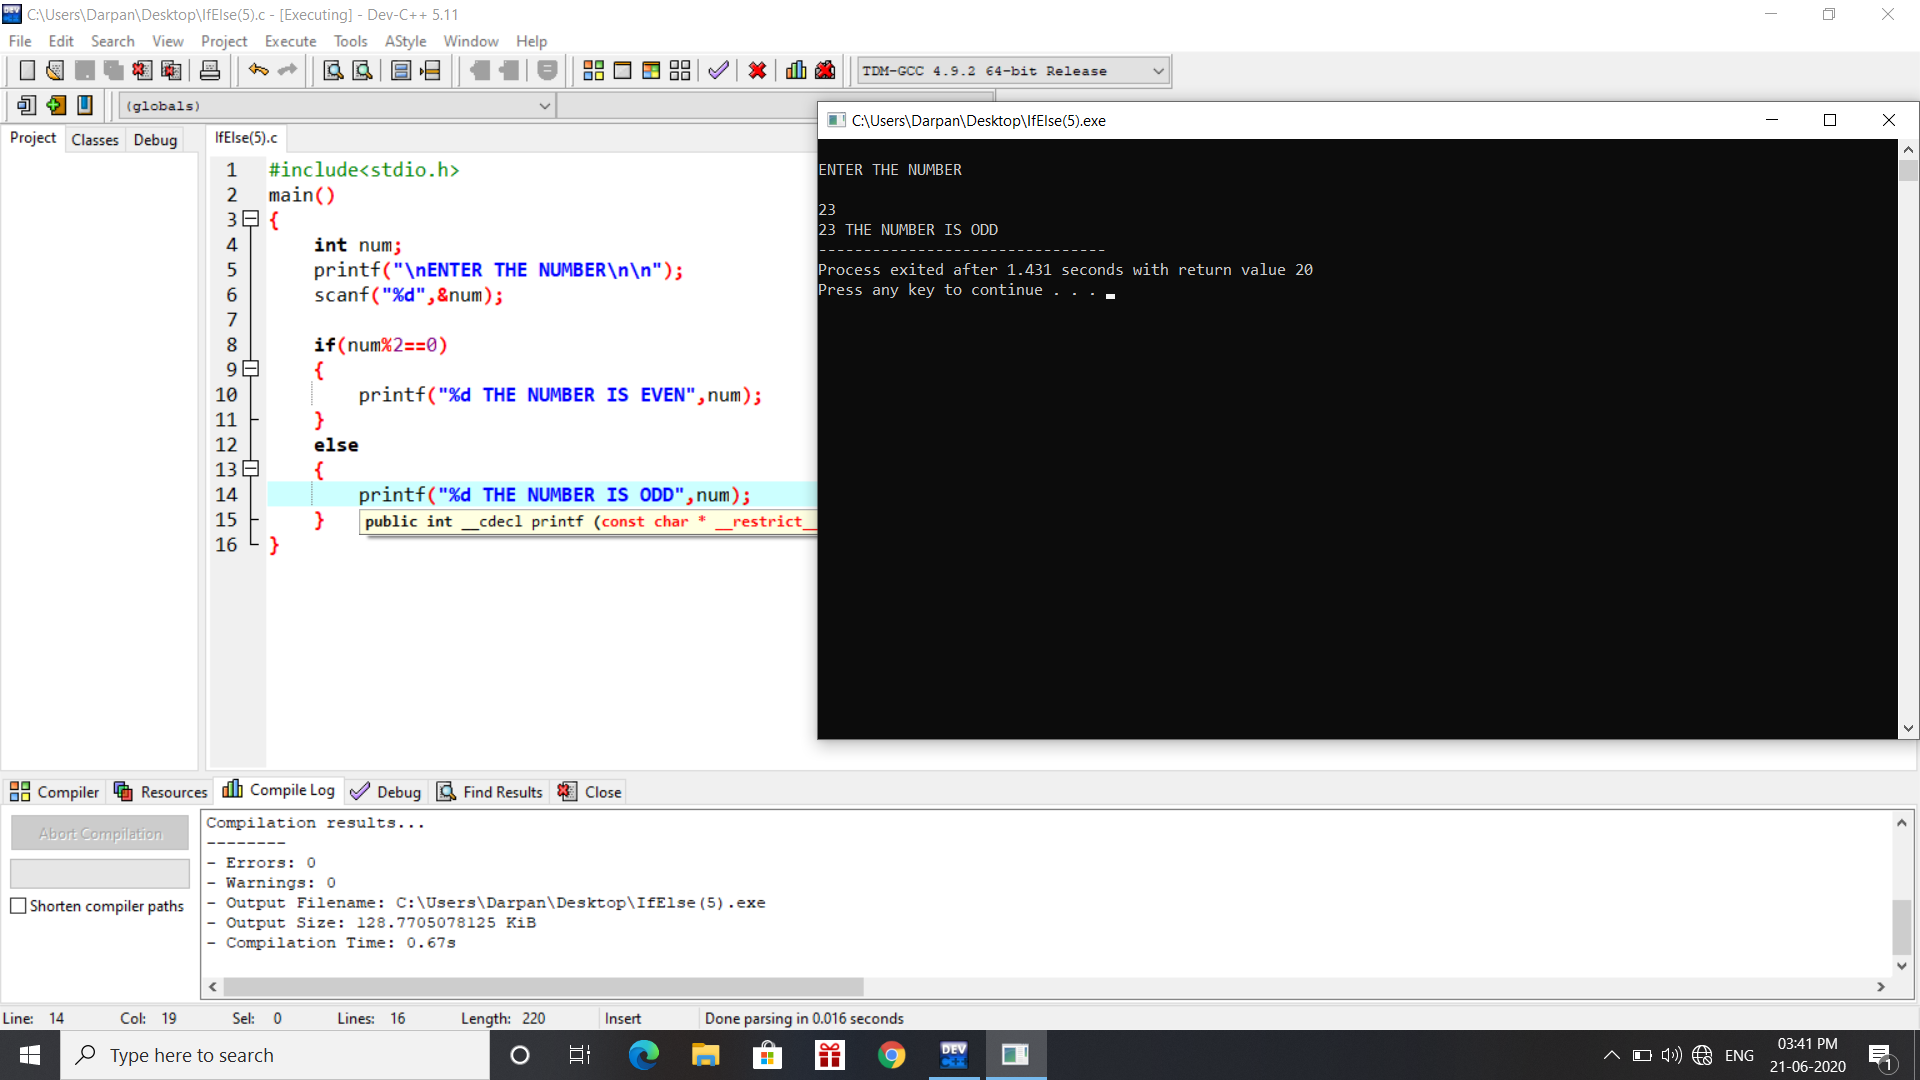 C:\Users\Darpan\Desktop\IfElse(5).c - [Executing] - Dev-C++ 5.11
File Edit Search View Project Execute Tools AStyle Window Help
TDM-GCC 4.9.2 64-bit Release
(globals)
Project Classes Debug
IfElse(5).c
1 #include<stdio.h>
2 main()
3 {
4 int num;
5 printf("\nENTER THE NUMBER\n\n");
6 scanf("%d",&num);
7
8 if(num%2==0)
9 {
10 printf("%d THE NUMBER IS EVEN",num);
11 }
12 else
13 {
14 printf("%d THE NUMBER IS ODD",num);
15 }
public int __cdecl printf (const char * __restrict__
16 }
C:\Users\Darpan\Desktop\IfElse(5).exe
ENTER THE NUMBER
23
23 THE NUMBER IS ODD
--------------------------------
Process exited after 1.431 seconds with return value 20
Press any key to continue . . .
Compiler Resources Compile Log Debug Find Results Close
Abort Compilation
Shorten compiler paths
Compilation results...
--------
- Errors: 0
- Warnings: 0
- Output Filename: C:\Users\Darpan\Desktop\IfElse(5).exe
- Output Size: 128.7705078125 KiB
- Compilation Time: 0.67s
Line: 14 Col: 19 Sel: 0 Lines: 16 Length: 220 Insert Done parsing in 0.016 seconds
Type here to search
DEV C++
ENG
03:41 PM
21-06-2020
1